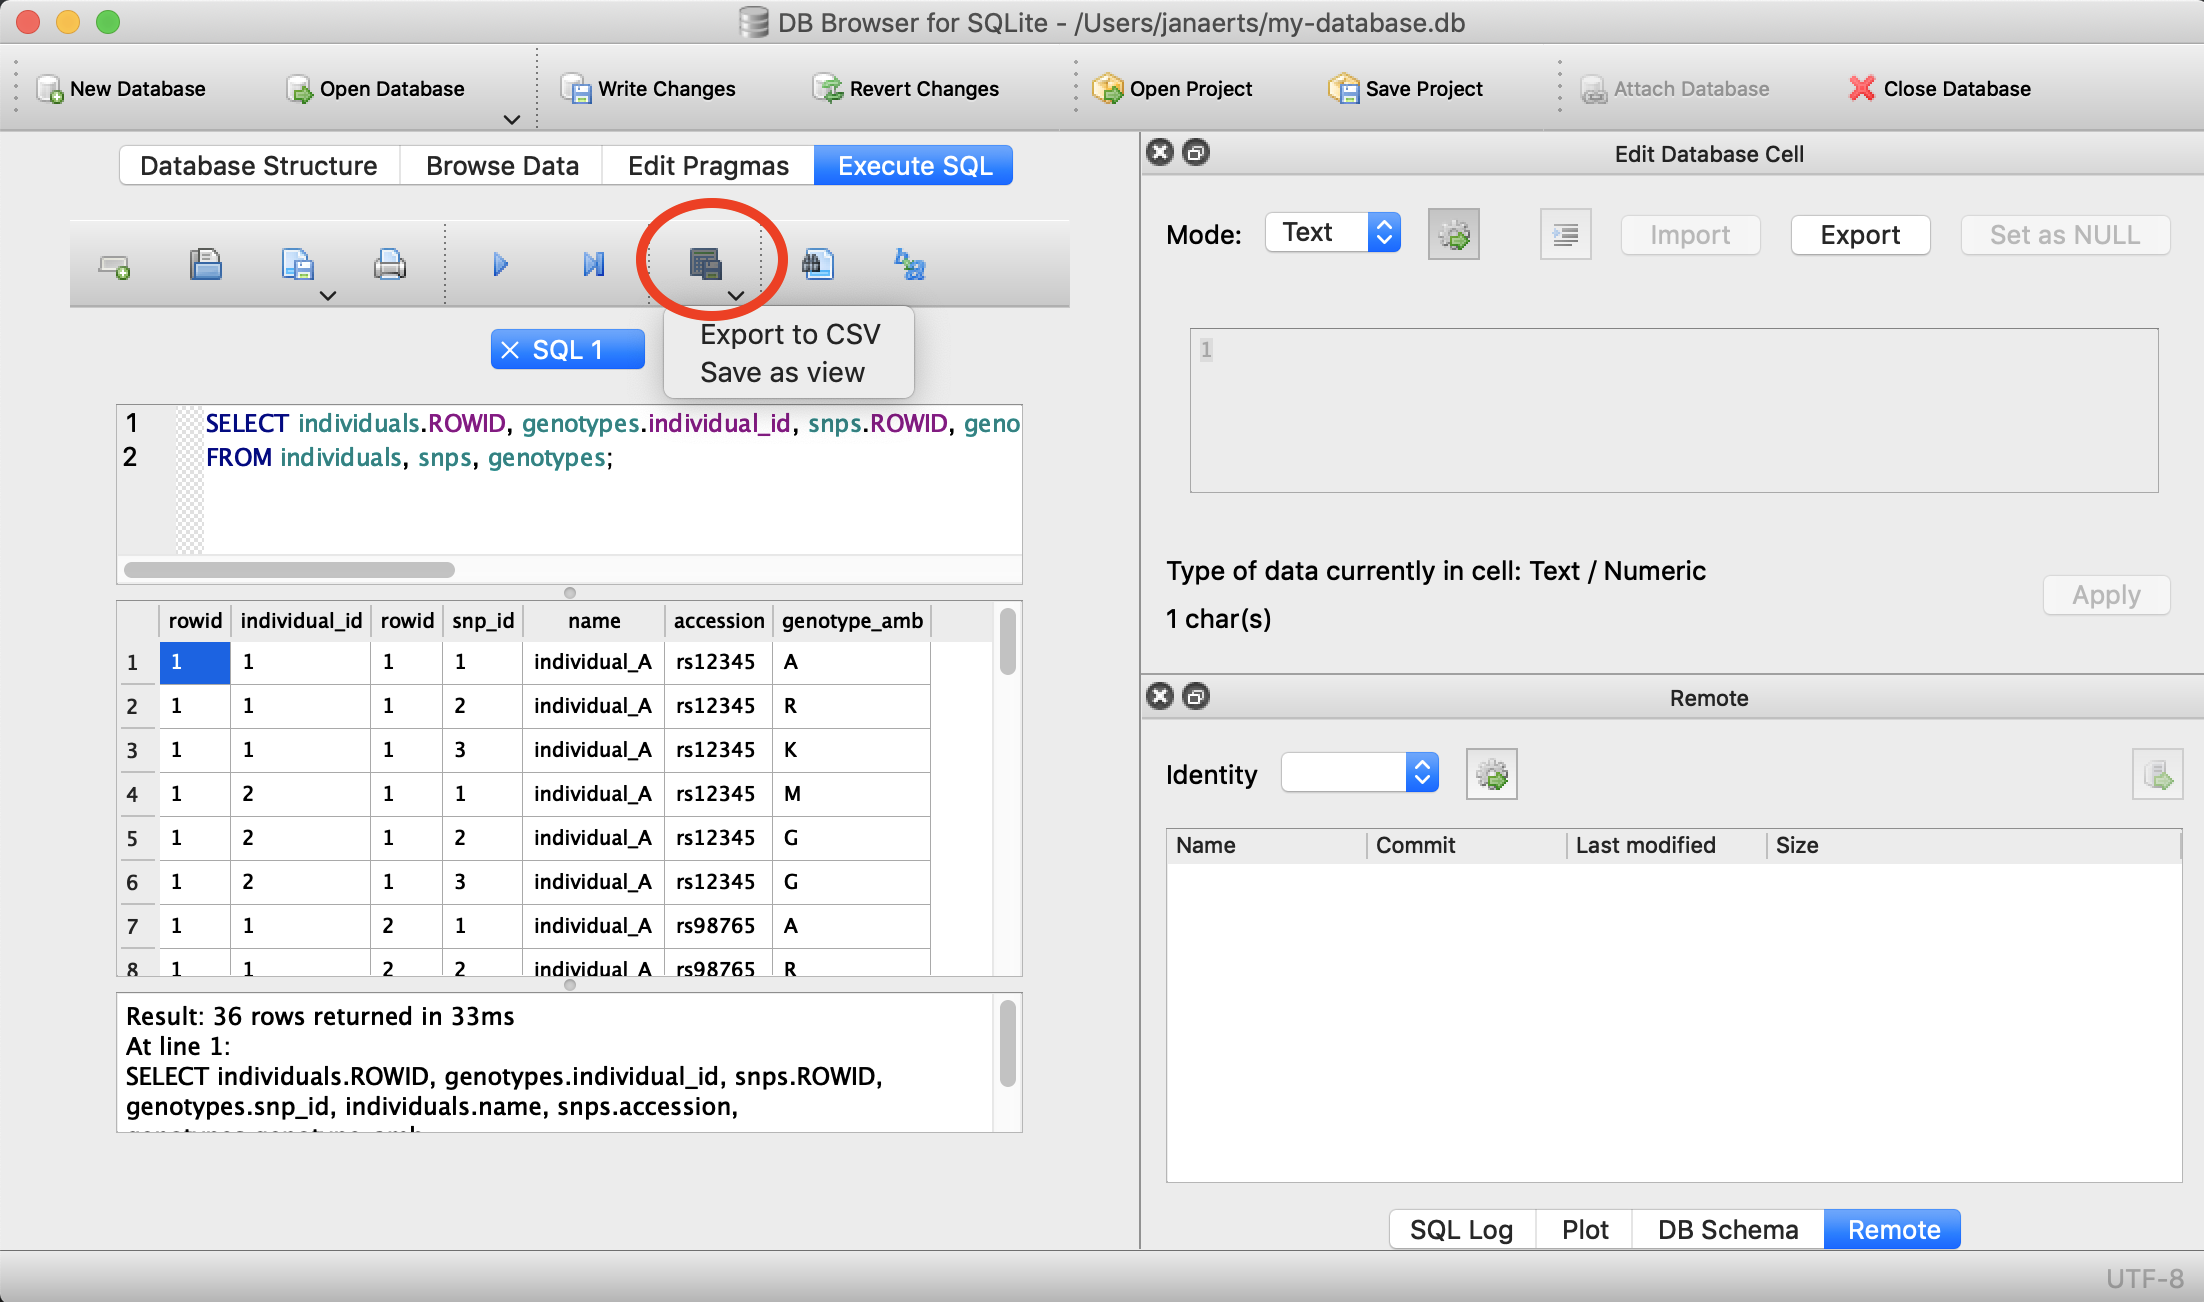 DB Browser for SQLite - /Users/janaerts/my-database.db
New Database Open Database Write Changes Revert Changes Open Project Save Project Attach Database Close Database
Database Structure Browse Data Edit Pragmas Execute SQL
Export to CSV
Save as view
SQL 1
1 SELECT individuals.ROWID, genotypes.individual_id, snps.ROWID, geno
2 FROM individuals, snps, genotypes;
rowid individual_id rowid snp_id name accession genotype_amb
1 1 1 1 1 individual_A rs12345 A
2 1 1 1 2 individual_A rs12345 R
3 1 1 1 3 individual_A rs12345 K
4 1 2 1 1 individual_A rs12345 M
5 1 2 1 2 individual_A rs12345 G
6 1 2 1 3 individual_A rs12345 G
7 1 1 2 1 individual_A rs98765 A
8 1 1 2 2 individual_A rs98765 R
Result: 36 rows returned in 33ms
At line 1:
SELECT individuals.ROWID, genotypes.individual_id, snps.ROWID,
genotypes.snp_id, individuals.name, snps.accession,
Edit Database Cell
Mode: Text Import Export Set as NULL
1
Type of data currently in cell: Text / Numeric
1 char(s)
Apply
Remote
Identity
Name Commit Last modified Size
SQL Log Plot DB Schema Remote
UTF-8